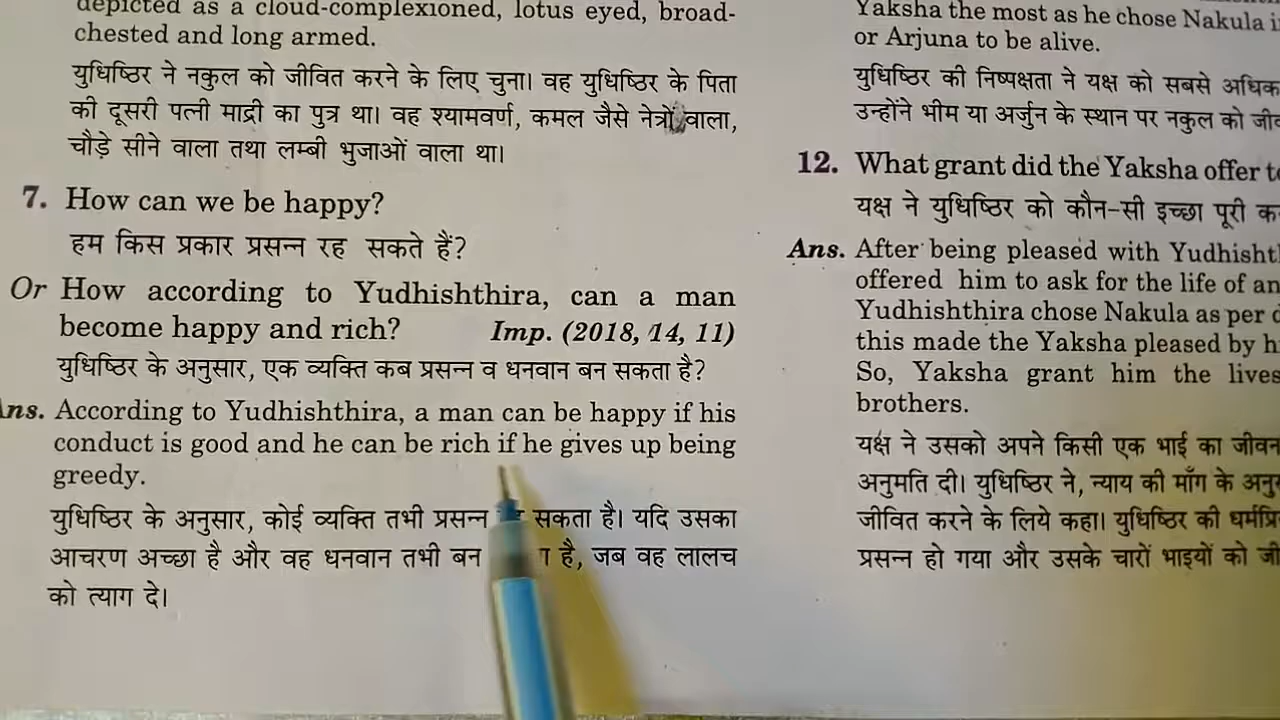 depicted as a cloud-complexioned, lotus eyed, broad-
chested and long armed.
युधिष्ठिर ने नकुल को जीवित करने के लिए चुना। वह युधिष्ठिर के पिता
की दूसरी पत्नी माद्री का पुत्र था। वह श्यामवर्ण, कमल जैसे नेत्रों वाला,
चौड़े सीने वाला तथा लम्बी भुजाओं वाला था।
7. How can we be happy?
हम किस प्रकार प्रसन्न रह सकते हैं?
Or How according to Yudhishthira, can a man
become happy and rich? Imp. (2018, 14, 11)
युधिष्ठिर के अनुसार, एक व्यक्ति कब प्रसन्न व धनवान बन सकता है?
Ans. According to Yudhishthira, a man can be happy if his
conduct is good and he can be rich if he gives up being
greedy.
युधिष्ठिर के अनुसार, कोई व्यक्ति तभी प्रसन्न सकता है। यदि उसका
आचरण अच्छा है और वह धनवान तभी बन है, जब वह लालच
को त्याग दे।
Yaksha the most as he chose Nakula
or Arjuna to be alive.
युधिष्ठिर की निष्पक्षता ने यक्ष को सबसे अधिक
उन्होंने भीम या अर्जुन के स्थान पर नकुल को
12. What grant did the Yaksha offer
यक्ष ने युधिष्ठिर को कौन-सी इच्छा पूरी
Ans. After being pleased with
offered him to ask for the life of
Yudhishthira chose Nakula as per
this made the Yaksha pleased by
So, Yaksha grant him the lives
brothers.
यक्ष ने उसको अपने किसी एक भाई का जीवन
अनुमति दी। युधिष्ठिर ने, न्याय की माँग के
जीवित करने के लिये कहा। युधिष्ठिर की
प्रसन्न हो गया और उसके चारों भाइयों को